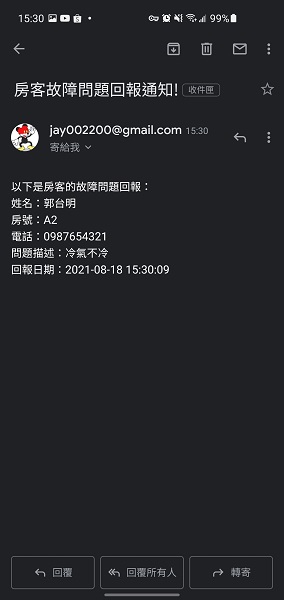 15:30 99%
房客故障問題回報通知! 收件匣
jay002200@gmail.com 15:30
寄給我
以下是房客的故障問題回報：
姓名：郭台明
房號：A2
電話：0987654321
問題描述：冷氣不冷
回報日期：2021-08-18 15:30:09
回覆 回覆所有人 轉寄